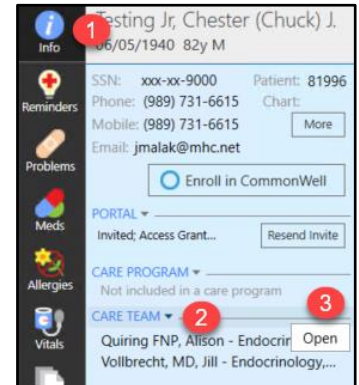 Info
1
Testing Jr, Chester (Chuck) J.
06/05/1940 82y M
SSN: xxx-xx-9000 Patient: 81996
Reminders
Phone: (989) 731-6615 Chart:
Mobile: (989) 731-6615 More
Email: jmalak@mhc.net
Problems
Enroll in CommonWell
Meds
PORTAL
Invited; Access Grant... Resend Invite
Allergies
CARE PROGRAM
Not included in a care program
CARE TEAM 2
3
Open
Vitals
Quiring FNP, Alison - Endocrin
Vollbrecht, MD, Jill - Endocrinology,...